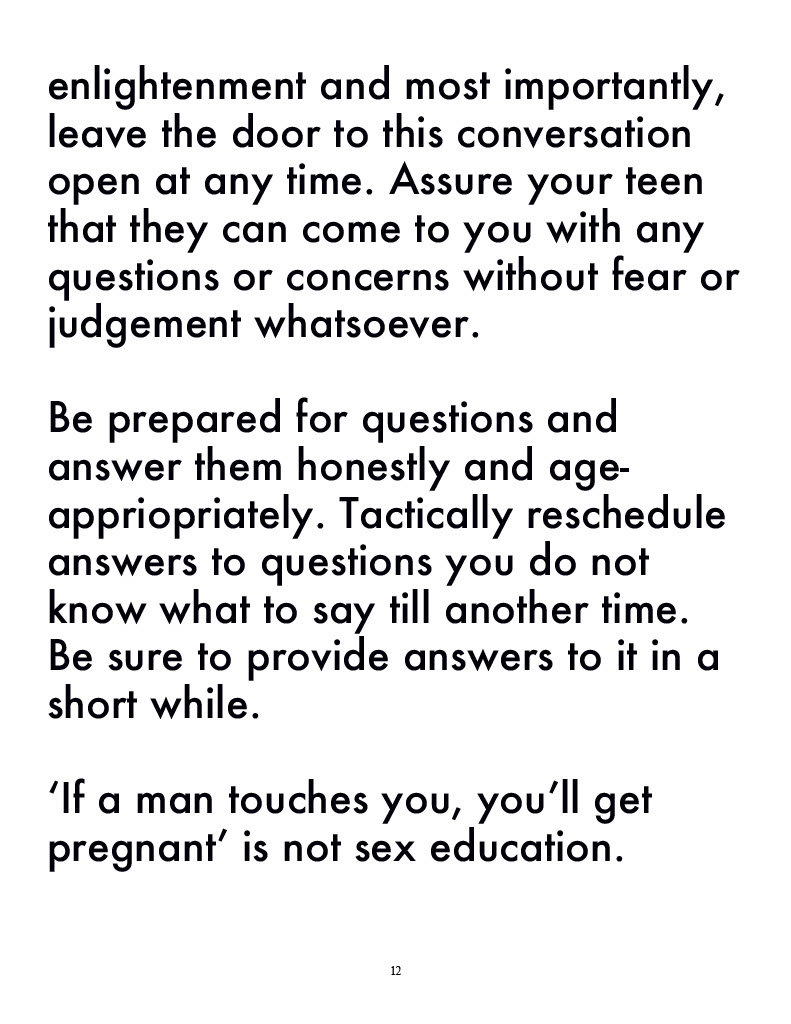 enlightenment and most importantly,
leave the door to this conversation
open at any time. Assure your teen
that they can come to you with any
questions or concerns without fear or
judgement whatsoever.
Be prepared for questions and
answer them honestly and age-
appriopriately. Tactically reschedule
answers to questions you do not
know what to say till another time.
Be sure to provide answers to it in a
short while.
‘If a man touches you, you’ll get
pregnant’ is not sex education.
12